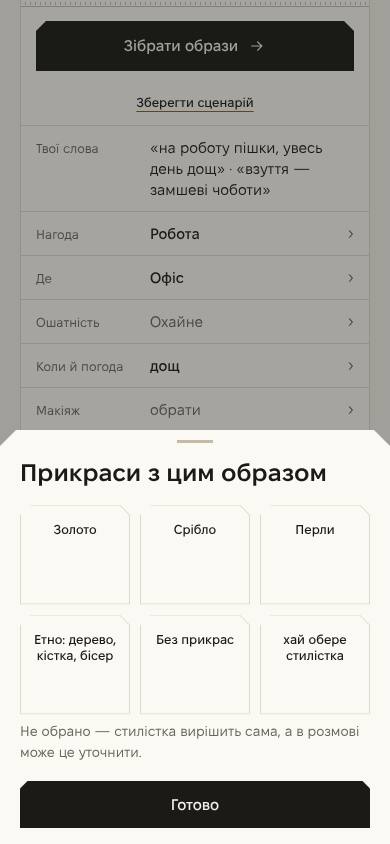 Зібрати образи →
Зберегти сценарій
Твої слова
«на роботу пішки, увесь
день дощ» · «взуття —
замшеві чоботи»
Нагода
Робота
Де
Офіс
Ошатність
Охайне
Коли й погода
дощ
Макіяж
обрати
Прикраси з цим образом
Золото
Срібло
Перли
Етно: дерево,
кістка, бісер
Без прикрас
хай обере
стилістка
Не обрано — стилістка вирішить сама, а в розмові
може це уточнити.
Готово